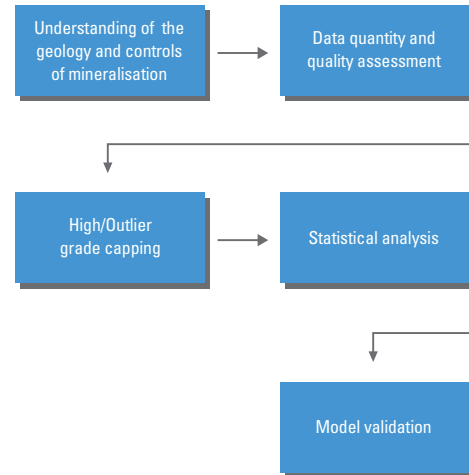 Understanding of the
geology and controls
of mineralisation
Data quantity and
quality assessment
High/Outlier
grade capping
Statistical analysis
Model validation